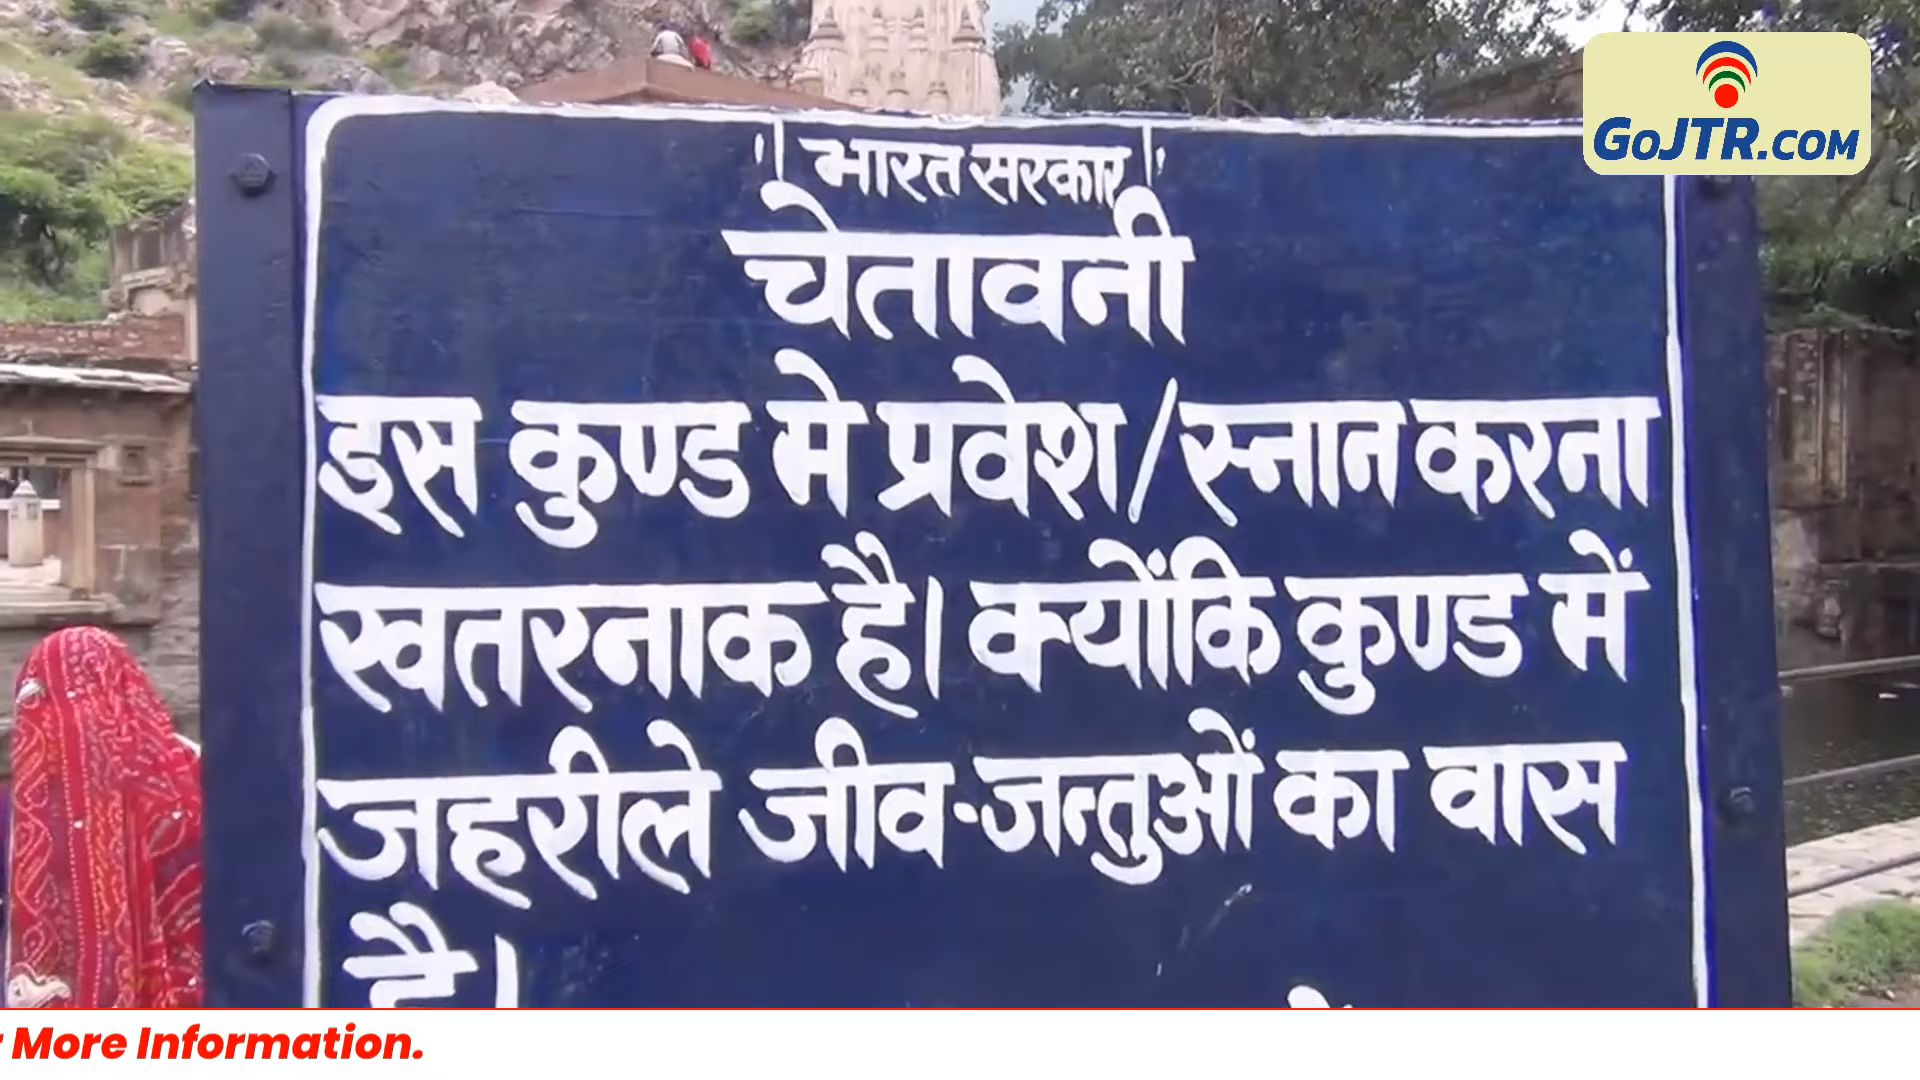 भारत सरकार
चेतावनी
इस कुण्ड मे प्रवेश/स्नान करना
खतरनाक है। क्योंकि कुण्ड में
जहरीले जीव-जन्तुओं का वास
है।
GoJTR.com
More Information.